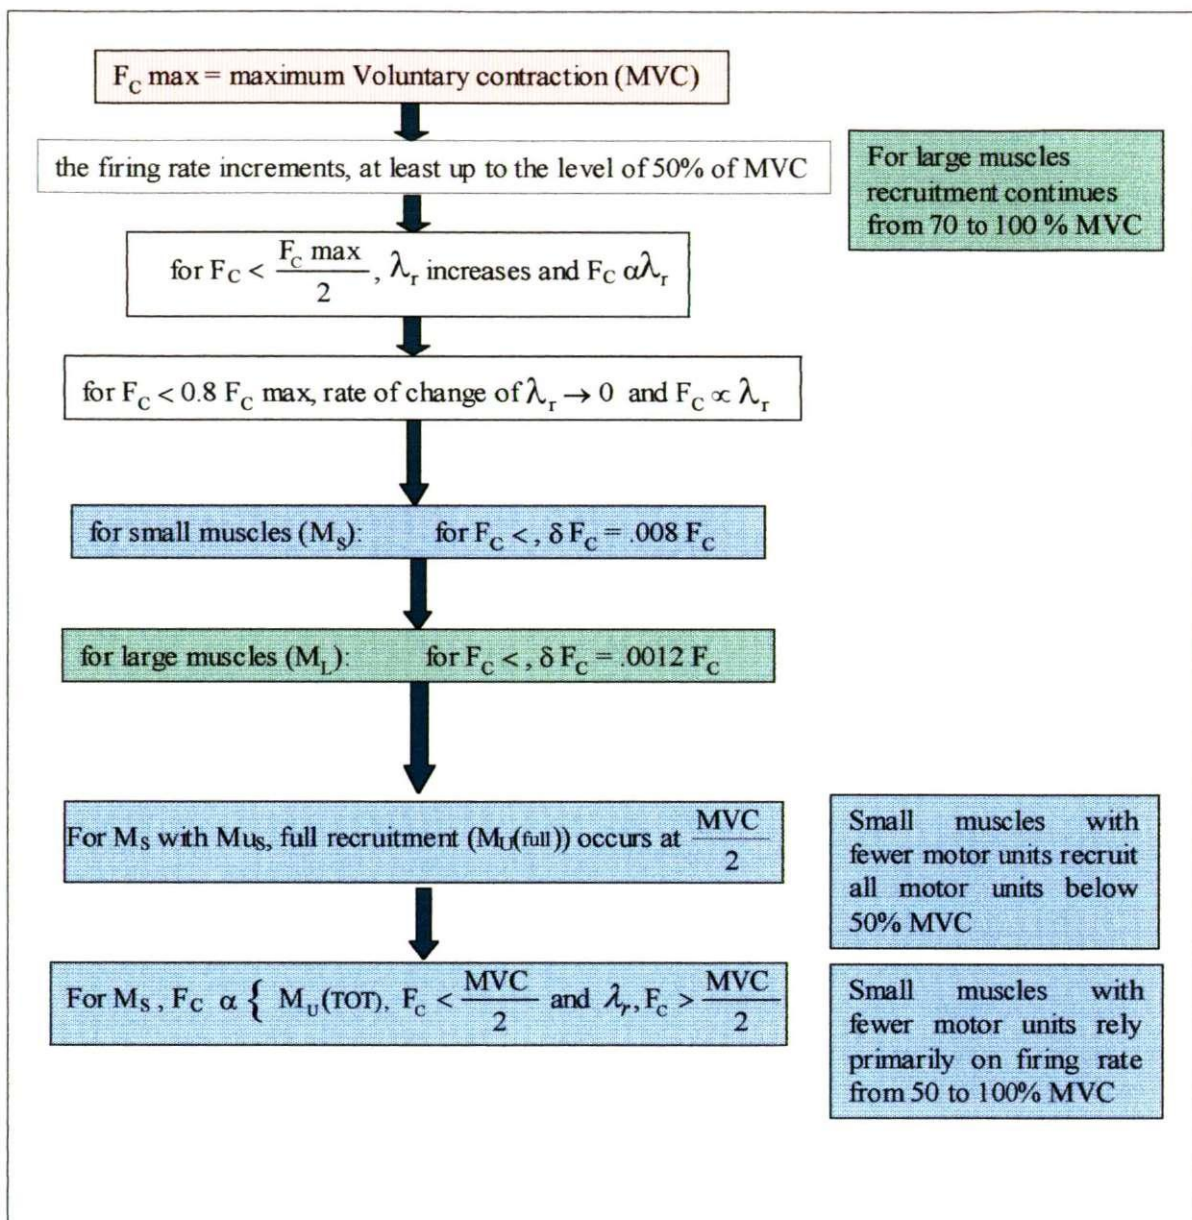 F_C max = maximum Voluntary contraction (MVC)
the firing rate increments, at least up to the level of 50% of MVC
For large muscles
recruitment continues
from 70 to 100 % MVC
for F_C < F_C max / 2 , λ_r increases and F_C αλ_r
for F_C < 0.8 F_C max, rate of change of λ_r → 0 and F_C ∝ λ_r
for small muscles (M_S): for F_C < , δ F_C = .008 F_C
for large muscles (M_L): for F_C < , δ F_C = .0012 F_C
For M_S with Mu_S, full recruitment (M_U(full)) occurs at MVC / 2
Small muscles with
fewer motor units recruit
all motor units below
50% MVC
For M_S , F_C α { M_U(TOT), F_C < MVC / 2 and λ_r, F_C > MVC / 2
Small muscles with
fewer motor units rely
primarily on firing rate
from 50 to 100% MVC